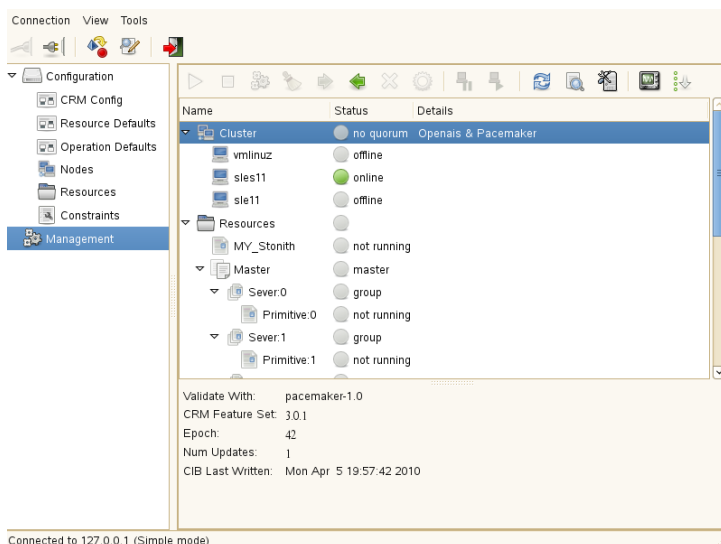 Connection View Tools
Configuration
CRM Config
Resource Defaults
Operation Defaults
Nodes
Resources
Constraints
Management
Name Status Details
Cluster no quorum Openais & Pacemaker
vmlinuz offline
sles11 online
sle11 offline
Resources
MY_Stonith not running
Master master
Sever:0 group
Primitive:0 not running
Sever:1 group
Primitive:1 not running
Validate With: pacemaker-1.0
CRM Feature Set: 3.0.1
Epoch: 42
Num Updates: 1
CIB Last Written: Mon Apr 5 19:57:42 2010
Connected to 127.0.0.1 (Simple mode)